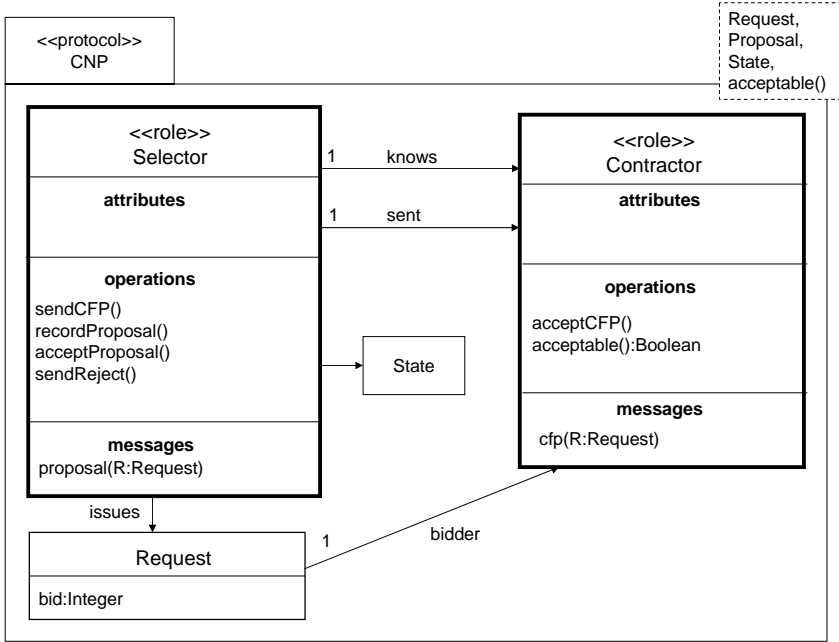 <<protocol>>
CNP
Request,
Proposal,
State,
acceptable()
<<role>>
Selector
attributes
operations
sendCFP()
recordProposal()
acceptProposal()
sendReject()
messages
proposal(R:Request)
1 knows
1 sent
State
<<role>>
Contractor
attributes
operations
acceptCFP()
acceptable():Boolean
messages
cfp(R:Request)
issues
Request
bid:Integer
1
bidder